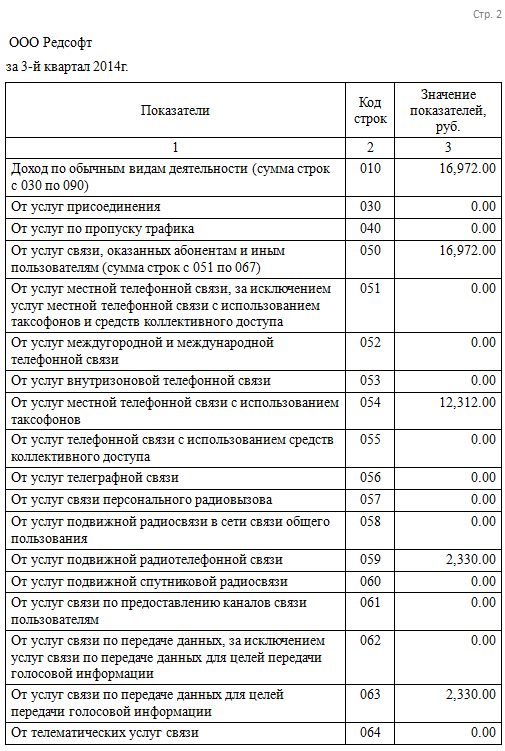 Стр. 2
ООО Редсофт
за 3-й квартал 2014г.
Показатели
Код строк
Значение показателей, руб.
1 2 3
Доход по обычным видам деятельности (сумма строк 010 16,972.00
с 030 по 090)
От услуг присоединения 030 0.00
От услуг по пропуску трафика 040 0.00
От услуг связи, оказанных абонентам и иным 050 16,972.00
пользователям (сумма строк с 051 по 067)
От услуг местной телефонной связи, за исключением 051 0.00
услуг местной телефонной связи с использованием
таксофонов и средств коллективного доступа
От услуг междугородной и международной 052 0.00
телефонной связи
От услуг внутризоновой телефонной связи 053 0.00
От услуг местной телефонной связи с использованием 054 12,312.00
таксофонов
От услуг телефонной связи с использованием средств 055 0.00
коллективного доступа
От услуг телеграфной связи 056 0.00
От услуг связи персонального радиовызова 057 0.00
От услуг подвижной радиосвязи в сети связи общего 058 0.00
пользования
От услуг подвижной радиотелефонной связи 059 2,330.00
От услуг подвижной спутниковой радиосвязи 060 0.00
От услуг связи по предоставлению каналов связи 061 0.00
пользователям
От услуг связи по передаче данных, за исключением 062 0.00
услуг связи по передаче данных для целей передачи
голосовой информации
От услуг связи по передаче данных для целей 063 2,330.00
передачи голосовой информации
От телематических услуг связи 064 0.00